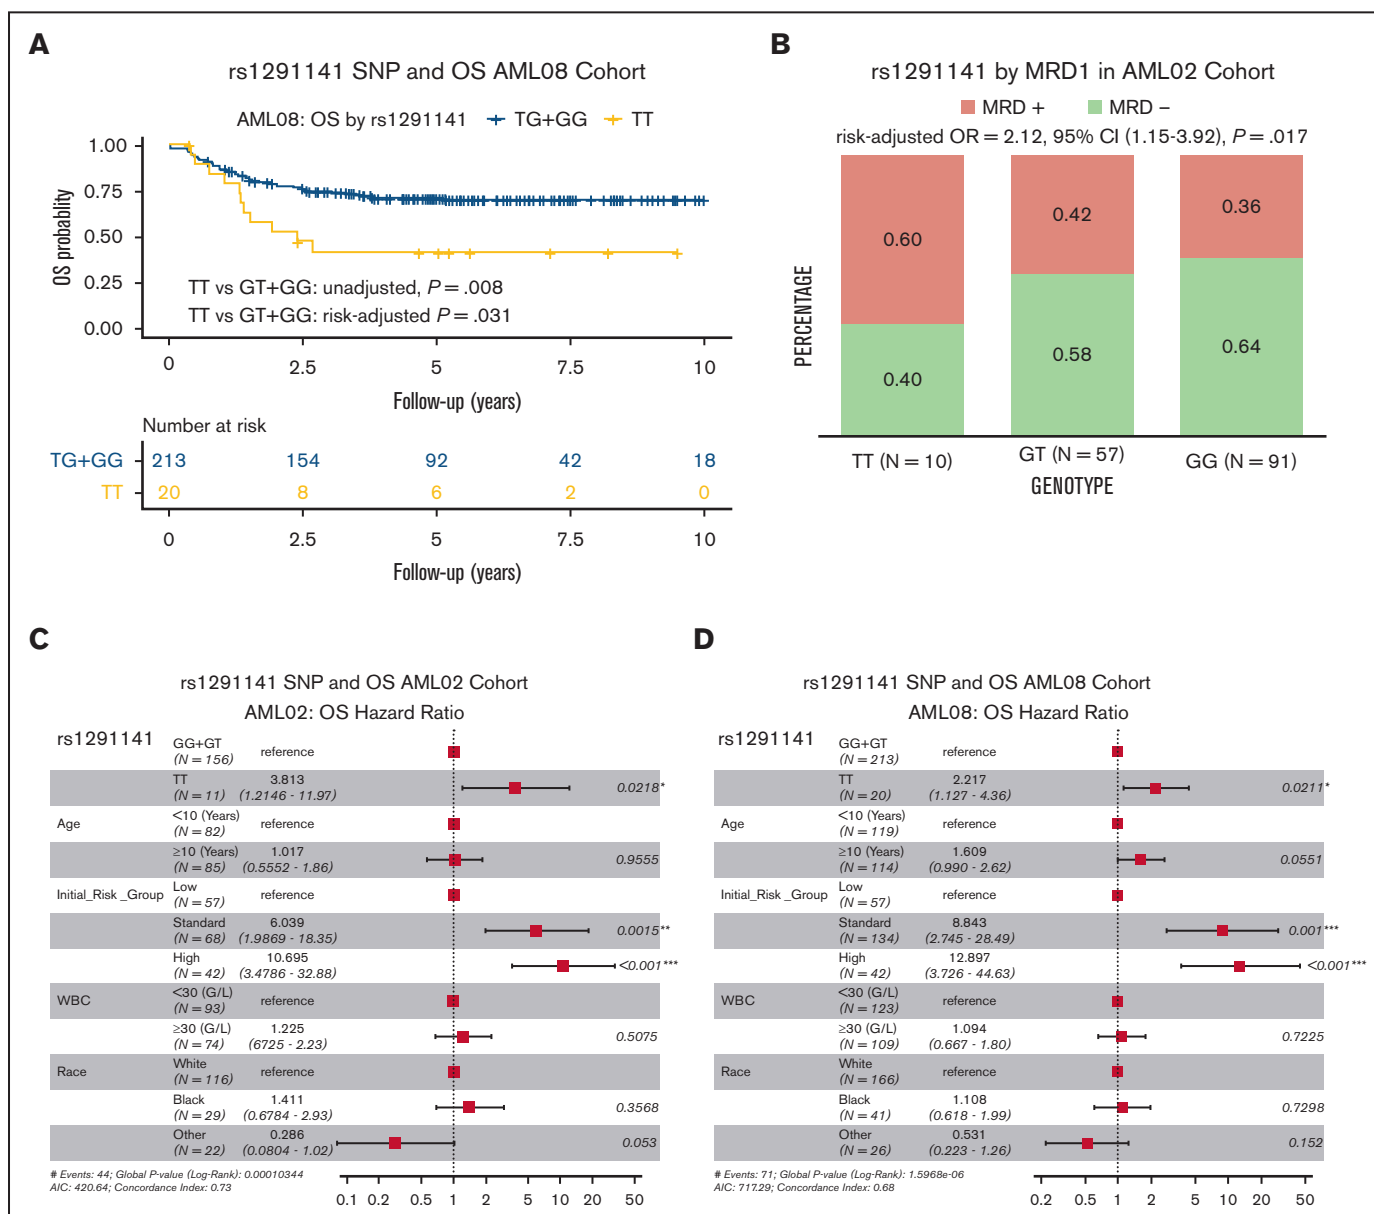 A
rs1291141 SNP and OS AML08 Cohort
AML08: OS by rs1291141 TG+GG TT
1.00
0.75
0.50
0.25
0.00
OS probablity
TT vs GT+GG: unadjusted, P = .008
TT vs GT+GG: risk-adjusted P = .031
0 2.5 5 7.5 10
Follow-up (years)
Number at risk
TG+GG 213 154 92 42 18
TT 20 8 6 2 0
0 2.5 5 7.5 10
Follow-up (years)
B
rs1291141 by MRD1 in AML02 Cohort
MRD + MRD −
risk-adjusted OR = 2.12, 95% CI (1.15-3.92), P = .017
PERCENTAGE
0.60 0.42 0.36
0.40 0.58 0.64
TT (N = 10) GT (N = 57) GG (N = 91)
GENOTYPE
C
rs1291141 SNP and OS AML02 Cohort
AML02: OS Hazard Ratio
rs1291141 GG+GT reference
(N = 156)
TT 3.813
(N = 11) (1.2146 - 11.97) 0.0218*
Age <10 (Years) reference
(N = 82)
≥10 (Years) 1.017
(N = 85) (0.5552 - 1.86) 0.9555
Initial_Risk _Group Low reference
(N = 57)
Standard 6.039
(N = 68) (1.9869 - 18.35) 0.0015**
High 10.695
(N = 42) (3.4786 - 32.88) <0.001***
WBC <30 (G/L) reference
(N = 93)
≥30 (G/L) 1.225
(N = 74) (6725 - 2.23) 0.5075
Race White reference
(N = 116)
Black 1.411
(N = 29) (0.6784 - 2.93) 0.3568
Other 0.286
(N = 22) (0.0804 - 1.02) 0.053
# Events: 44; Global P-value (Log-Rank): 0.00010344
AIC: 420.64; Concordance Index: 0.73
0.1 0.2 0.5 1 2 5 10 20 50
D
rs1291141 SNP and OS AML08 Cohort
AML08: OS Hazard Ratio
rs1291141 GG+GT reference
(N = 213)
TT 2.217
(N = 20) (1.127 - 4.36) 0.0211*
Age <10 (Years) reference
(N = 119)
≥10 (Years) 1.609
(N = 114) (0.990 - 2.62) 0.0551
Initial_Risk _Group Low reference
(N = 57)
Standard 8.843
(N = 134) (2.745 - 28.49) 0.001***
High 12.897
(N = 42) (3.726 - 44.63) <0.001***
WBC <30 (G/L) reference
(N = 123)
≥30 (G/L) 1.094
(N = 109) (0.667 - 1.80) 0.7225
Race White reference
(N = 166)
Black 1.108
(N = 41) (0.618 - 1.99) 0.7298
Other 0.531
(N = 26) (0.223 - 1.26) 0.152
# Events: 71; Global P-value (Log-Rank): 1.5968e-06
AIC: 717.29; Concordance Index: 0.68
0.2 0.5 1 2 5 10 20 50